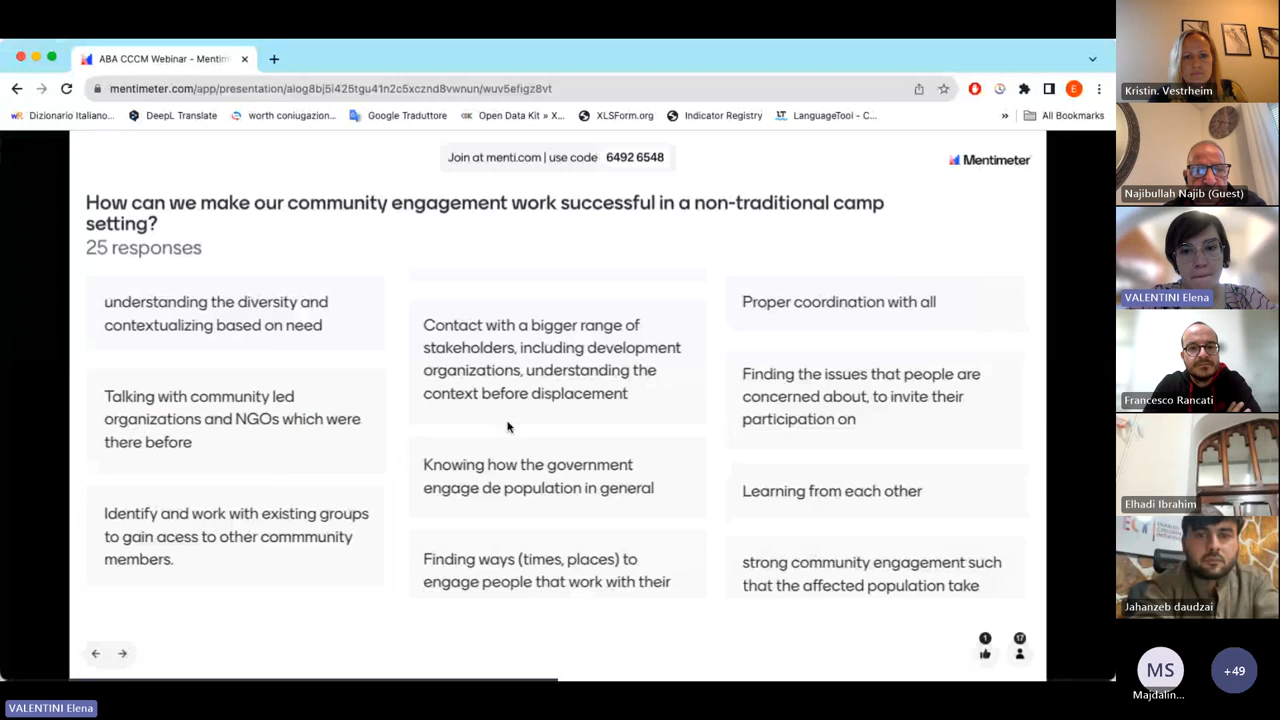 ABA CCCM Webinar - Mentim
mentimeter.com/app/presentation/alog8bj5i425tgu41n2c5xcznd8vwnun/wuv5efigz8vt
E
Dizionario Italiano...
DeepL Translate
worth coniugazion...
Google Traduttore
Open Data Kit » X...
XLSForm.org
Indicator Registry
LT
LanguageTool - C...
»
All Bookmarks
Join at menti.com | use code 6492 6548
Mentimeter
How can we make our community engagement work successful in a non-traditional camp
setting?
25 responses
understanding the diversity and
contextualizing based on need
Talking with community led
organizations and NGOs which were
there before
Identify and work with existing groups
to gain acess to other commmunity
members.
Contact with a bigger range of
stakeholders, including development
organizations, understanding the
context before displacement
Knowing how the government
engage de population in general
Finding ways (times, places) to
engage people that work with their
Proper coordination with all
Finding the issues that people are
concerned about, to invite their
participation on
Learning from each other
strong community engagement such
that the affected population take
1
17
Kristin. Vestrheim
Najibullah Najib (Guest)
VALENTINI Elena
Francesco Rancati
Elhadi Ibrahim
Jahanzeb daudzai
MS
Majdalin...
+49
VALENTINI Elena